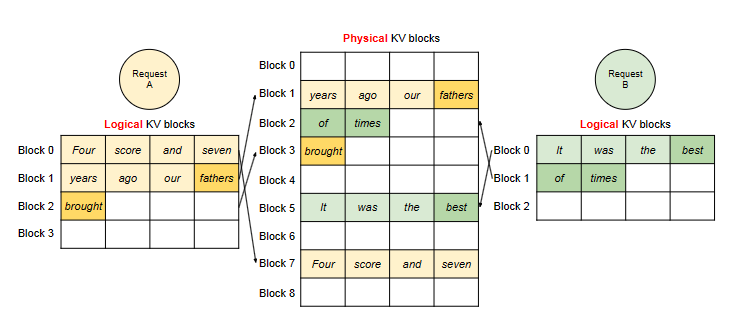 Physical KV blocks
Request
A
Logical KV blocks
Block 0 Four score and seven
Block 1 years ago our fathers
Block 2 brought
Block 3
Block 0
Block 1 years ago our fathers
Block 2 of times
Block 3 brought
Block 4
Block 5 It was the best
Block 6
Block 7 Four score and seven
Block 8
Request
B
Logical KV blocks
Block 0 It was the best
Block 1 of times
Block 2